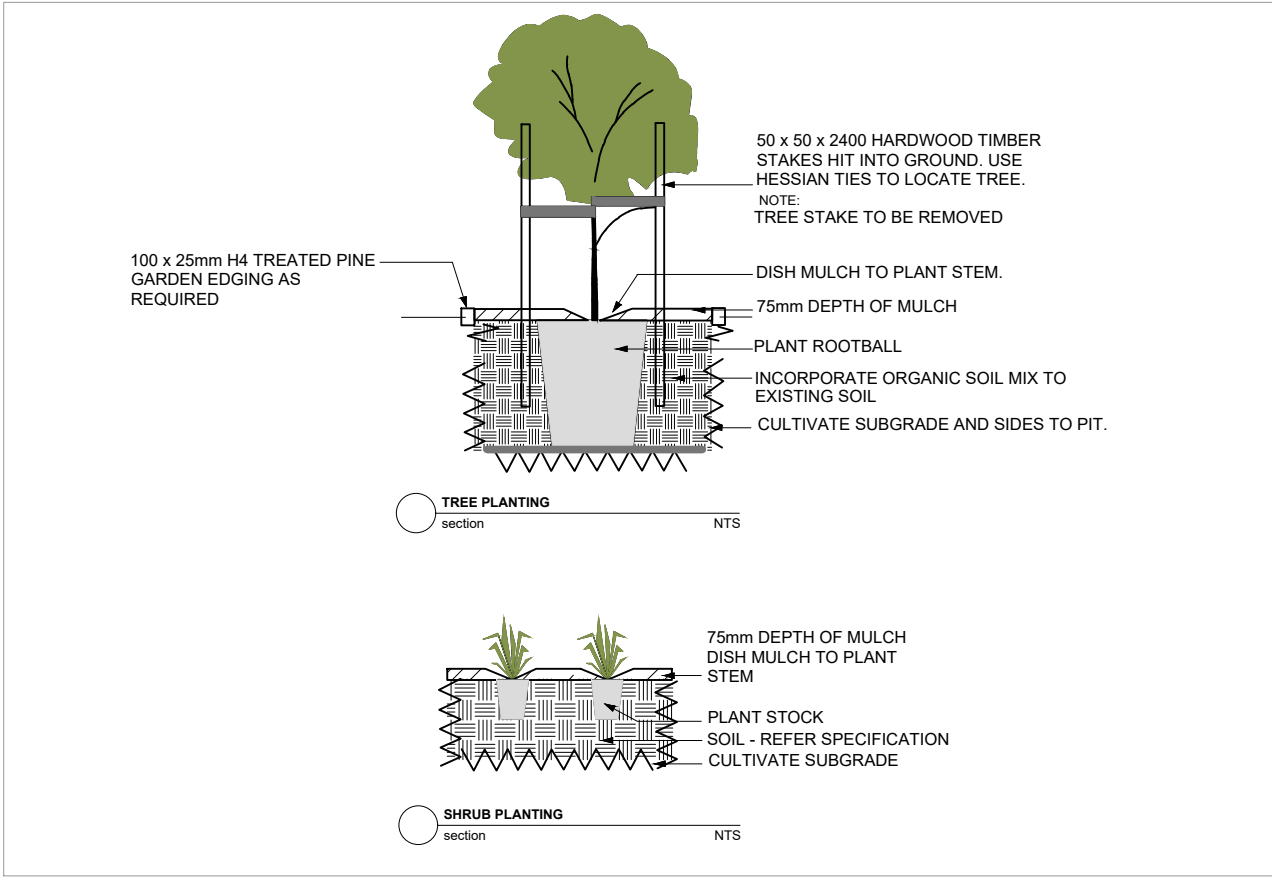 50 x 50 x 2400 HARDWOOD TIMBER
STAKES HIT INTO GROUND. USE
HESSIAN TIES TO LOCATE TREE.
NOTE:
TREE STAKE TO BE REMOVED
100 x 25mm H4 TREATED PINE
GARDEN EDGING AS
REQUIRED
DISH MULCH TO PLANT STEM.
75mm DEPTH OF MULCH
PLANT ROOTBALL
INCORPORATE ORGANIC SOIL MIX TO
EXISTING SOIL
CULTIVATE SUBGRADE AND SIDES TO PIT.
TREE PLANTING
section NTS
75mm DEPTH OF MULCH
DISH MULCH TO PLANT
STEM
PLANT STOCK
SOIL - REFER SPECIFICATION
CULTIVATE SUBGRADE
SHRUB PLANTING
section NTS